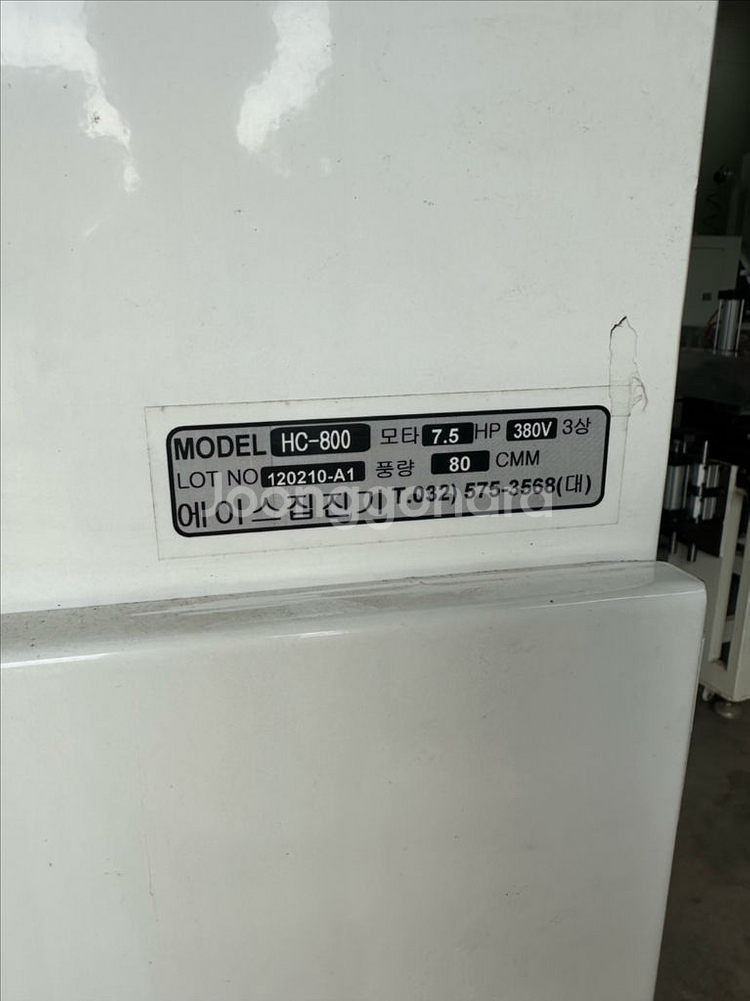 MODEL HC-800 모타 7.5 HP 380V 3상
LOT NO 120210-A1 풍량 80 CMM
에이스집진기 T.032) 575-3568(대)
joonggonara